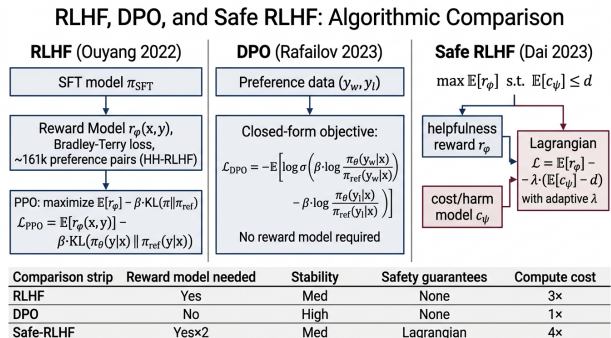 RLHF, DPO, and Safe RLHF: Algorithmic Comparison
RLHF (Ouyang 2022)
SFT model π_SFT
Reward Model r_φ(x,y),
Bradley-Terry loss,
~161k preference pairs (HH-RLHF)
PPO: maximize 𝔼[r_φ] − β·KL(π‖π_ref)
ℒ_PPO = 𝔼[r_φ(x,y)] −
β·KL(π_θ(y|x) ‖ π_ref(y|x))
DPO (Rafailov 2023)
Preference data (y_w, y_l)
Closed-form objective:
ℒ_DPO = −𝔼[log σ(β·log π_θ(y_w|x)/π_ref(y_w|x))
− β·log π_θ(y_l|x)/π_ref(y_l|x))]
No reward model required
Safe RLHF (Dai 2023)
max 𝔼[r_φ] s.t. 𝔼[c_ψ] ≤ d
helpfulness
reward r_φ
cost/harm
model c_ψ
Lagrangian
ℒ = 𝔼[r_φ] −
−λ·(𝔼[c_ψ] − d)
with adaptive λ
Comparison strip Reward model needed Stability Safety guarantees Compute cost
RLHF Yes Med None 3×
DPO No High None 1×
Safe-RLHF Yes×2 Med Lagrangian 4×